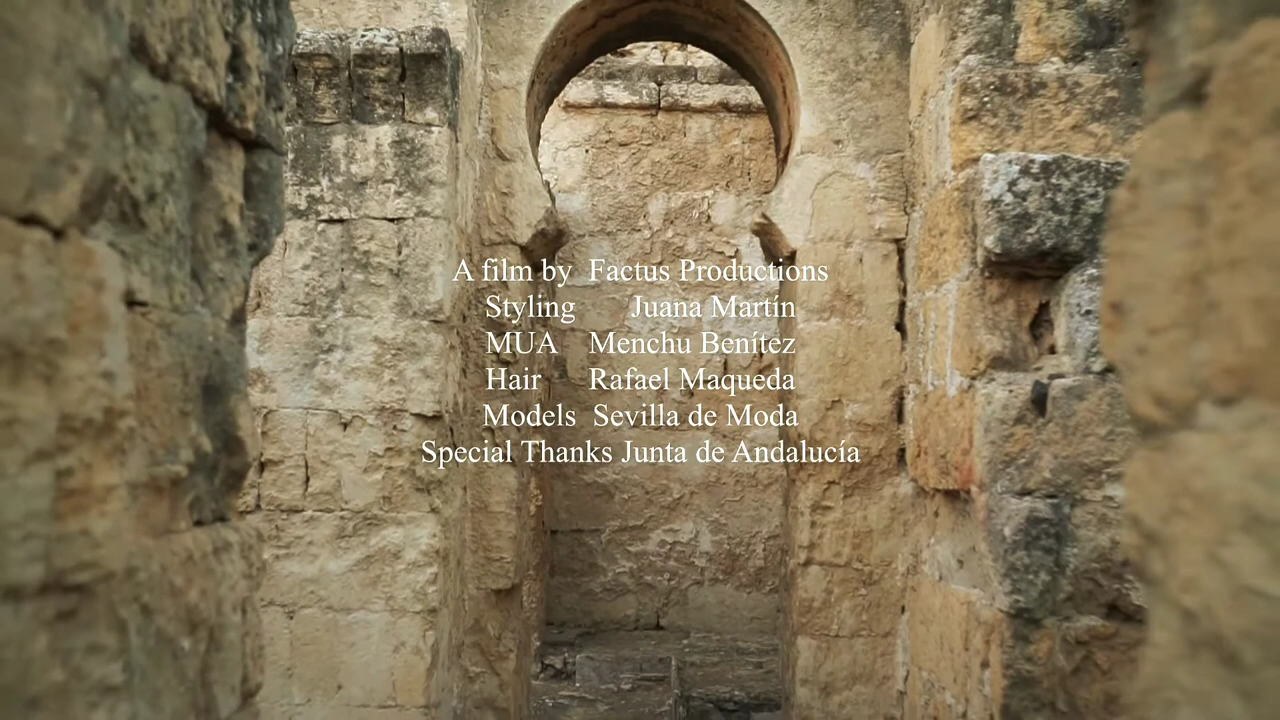 A film by Factus Productions
Styling Juana Martín
MUA Menchu Benítez
Hair Rafael Maqueda
Models Sevilla de Moda
Special Thanks Junta de Andalucía